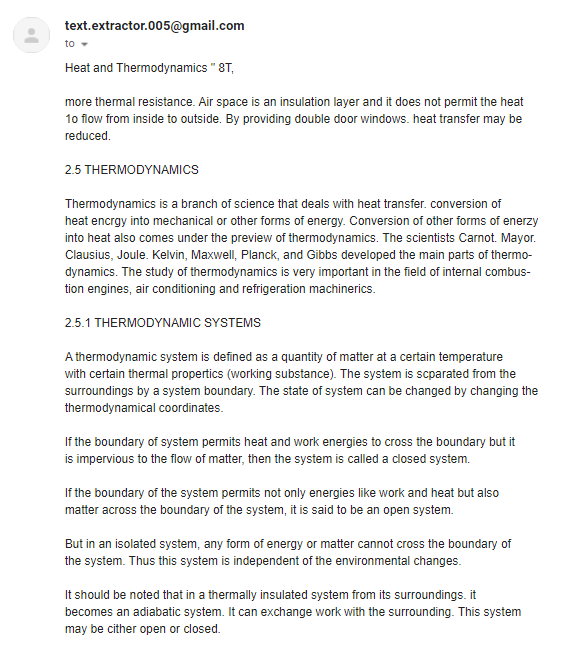 text.extractor.005@gmail.com
to
Heat and Thermodynamics " 8T,
more thermal resistance. Air space is an insulation layer and it does not permit the heat
1o flow from inside to outside. By providing double door windows. heat transfer may be
reduced.
2.5 THERMODYNAMICS
Thermodynamics is a branch of science that deals with heat transfer. conversion of
heat encrgy into mechanical or other forms of energy. Conversion of other forms of enerzy
into heat also comes under the preview of thermodynamics. The scientists Carnot. Mayor.
Clausius, Joule. Kelvin, Maxwell, Planck, and Gibbs developed the main parts of thermo-
dynamics. The study of thermodynamics is very important in the field of internal combus-
tion engines, air conditioning and refrigeration machinerics.
2.5.1 THERMODYNAMIC SYSTEMS
A thermodynamic system is defined as a quantity of matter at a certain temperature
with certain thermal propertics (working substance). The system is scparated from the
surroundings by a system boundary. The state of system can be changed by changing the
thermodynamical coordinates.
If the boundary of system permits heat and work energies to cross the boundary but it
is impervious to the flow of matter, then the system is called a closed system.
If the boundary of the system permits not only energies like work and heat but also
matter across the boundary of the system, it is said to be an open system.
But in an isolated system, any form of energy or matter cannot cross the boundary of
the system. Thus this system is independent of the environmental changes.
It should be noted that in a thermally insulated system from its surroundings. it
becomes an adiabatic system. It can exchange work with the surrounding. This system
may be cither open or closed.